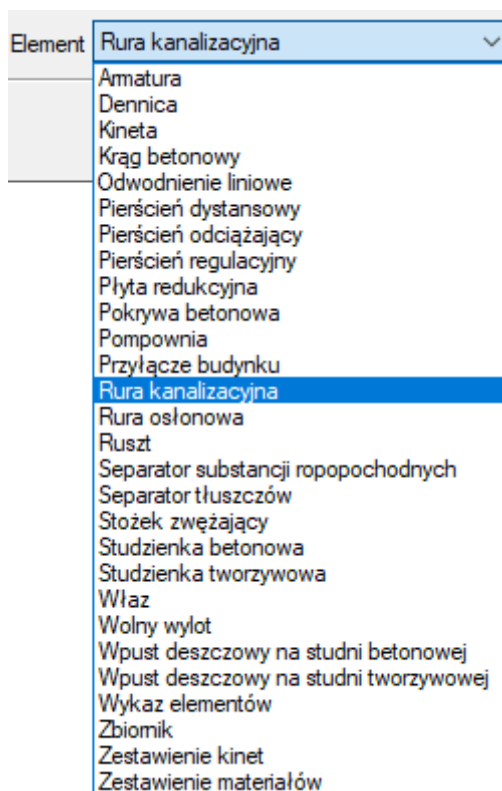 Element Rura kanalizacyjna
Armatura
Dennica
Kineta
Krąg betonowy
Odwodnienie liniowe
Pierścień dystansowy
Pierścień odciążający
Pierścień regulacyjny
Płyta redukcyjna
Pokrywa betonowa
Pompownia
Przyłącze budynku
Rura kanalizacyjna
Rura osłonowa
Ruszt
Separator substancji ropopochodnych
Separator tłuszczów
Stożek zwężający
Studzienka betonowa
Studzienka tworzywowa
Właz
Wolny wylot
Wpust deszczowy na studni betonowej
Wpust deszczowy na studni tworzywowej
Wykaz elementów
Zbiornik
Zestawienie kinet
Zestawienie materiałów